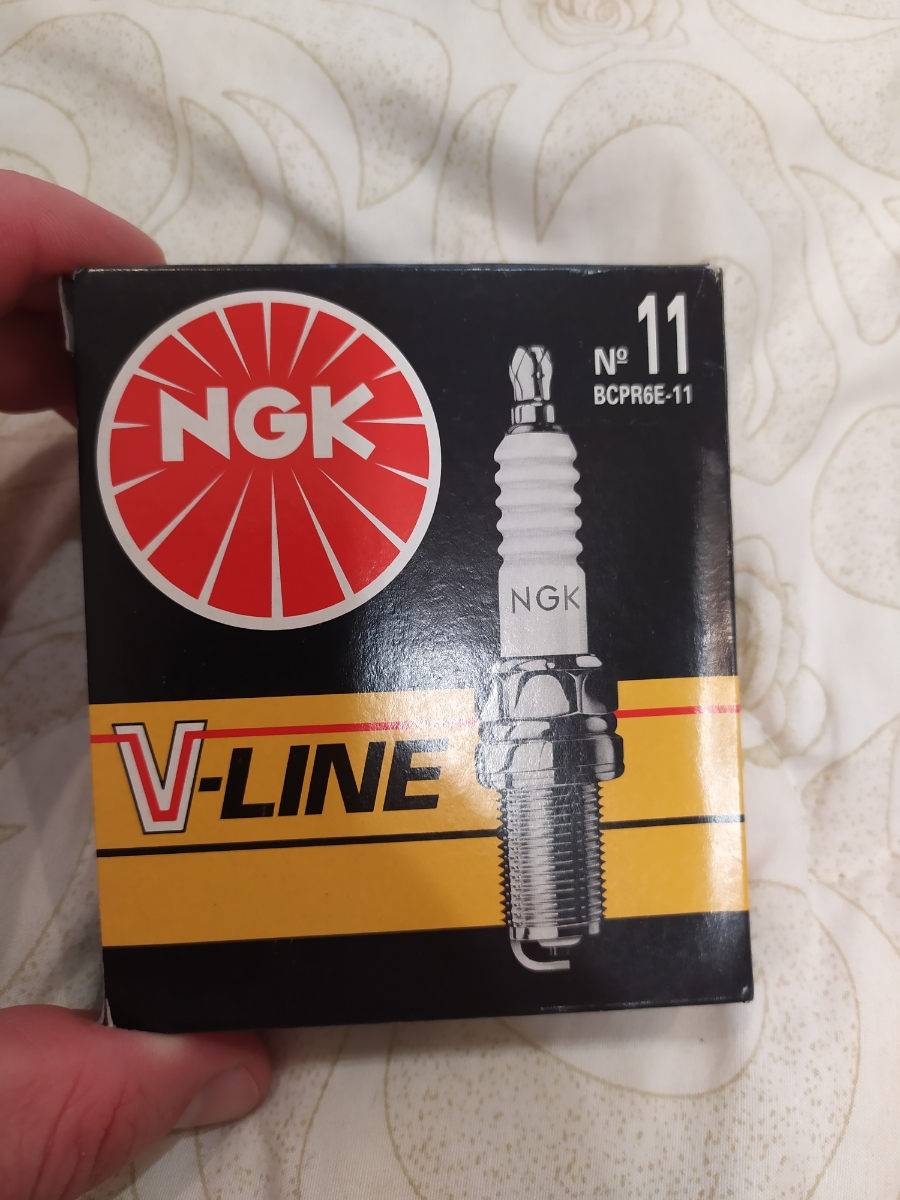 NGK
Nº 11
BCPR6E-11
NGK
V-LINE